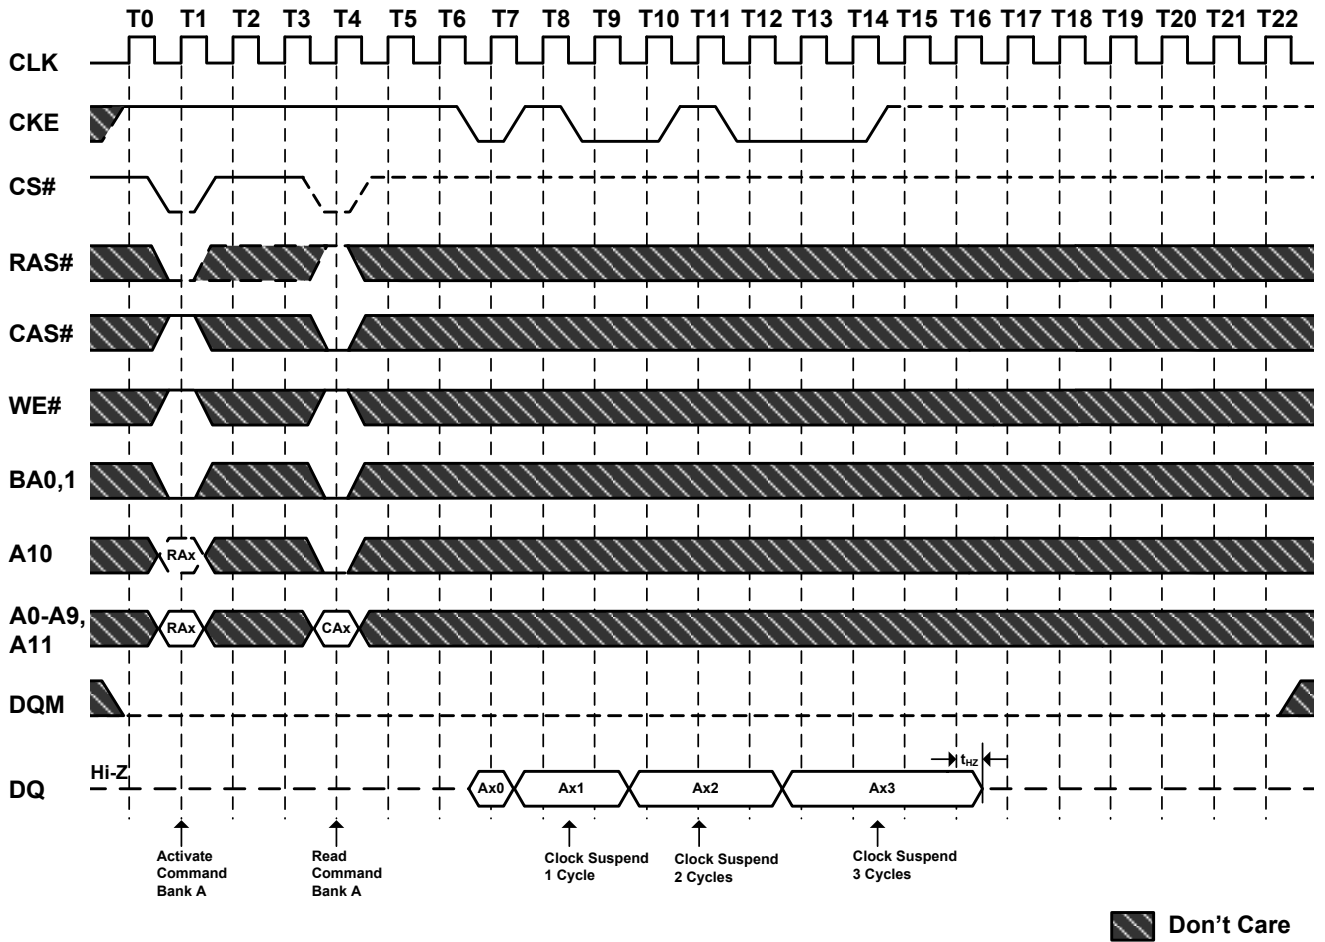 T0 T1 T2 T3 T4 T5 T6 T7 T8 T9 T10 T11 T12 T13 T14 T15 T16 T17 T18 T19 T20 T21 T22
CLK
CKE
CS#
RAS#
CAS#
WE#
BA0,1
A10
RAx
A0-A9,
A11
RAx
CAx
DQM
tHZ
Hi-Z
DQ
Ax0
Ax1
Ax2
Ax3
Activate
Command
Bank A
Read
Command
Bank A
Clock Suspend
1 Cycle
Clock Suspend
2 Cycles
Clock Suspend
3 Cycles
Don't Care